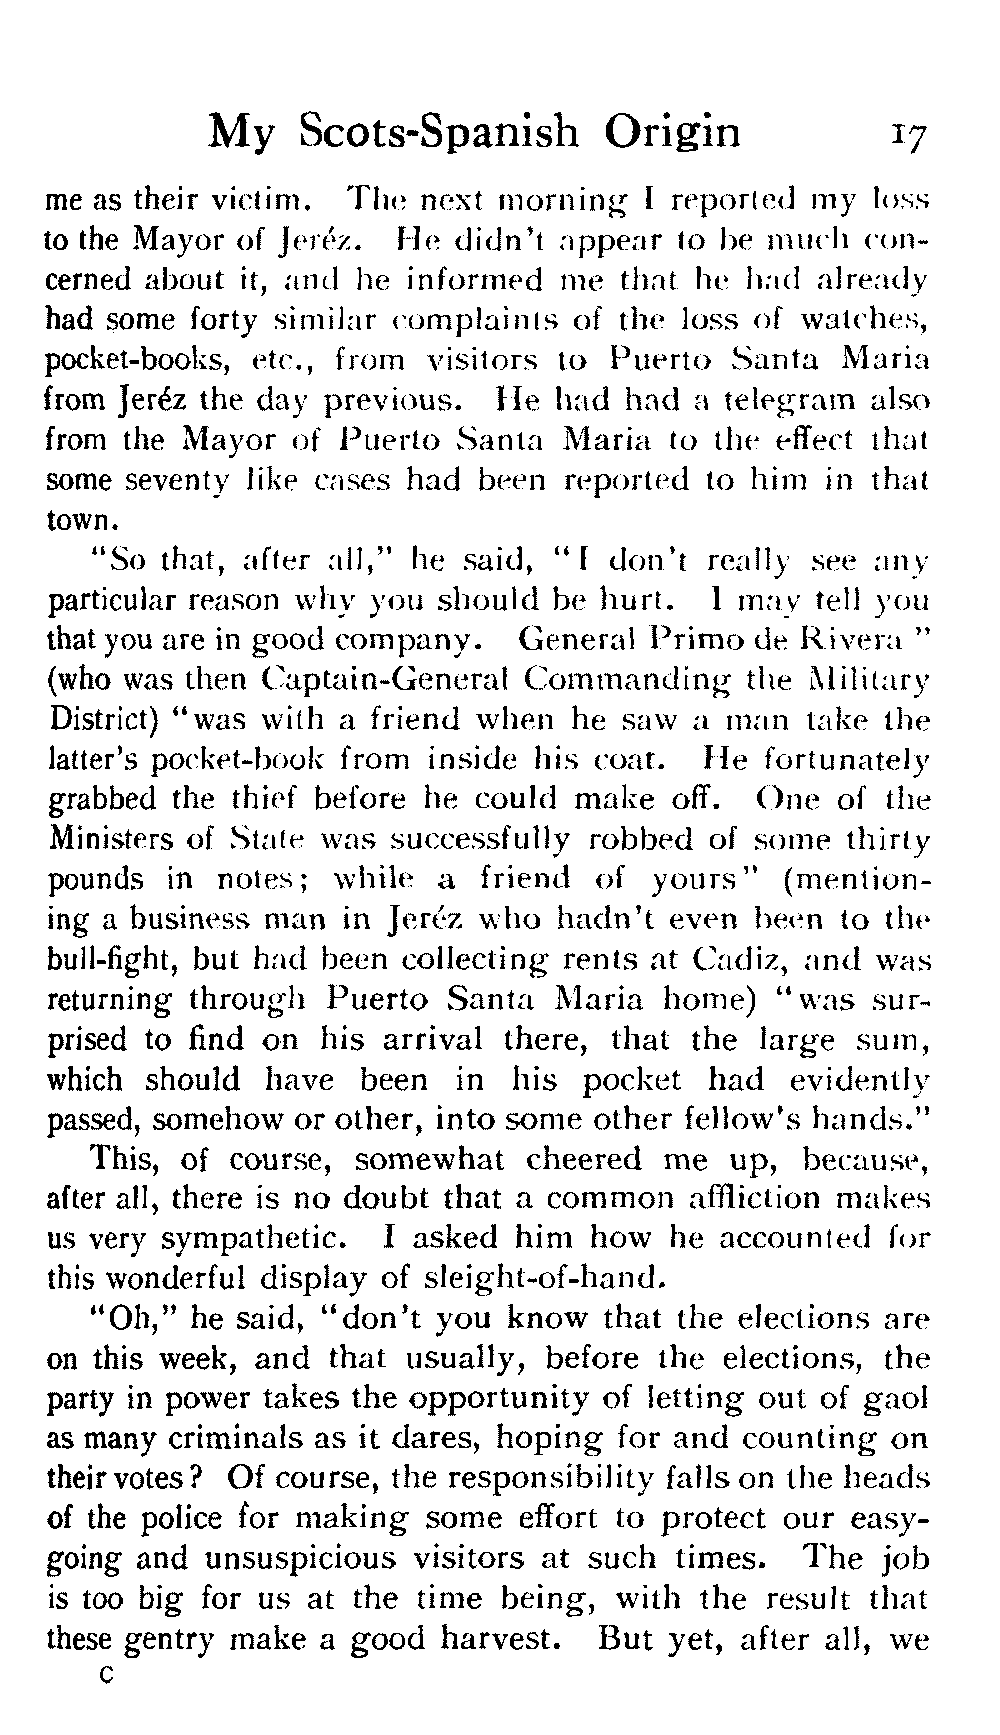 My Scots-Spanish Origin 17
me as their victim. The next morning I reported my loss
to the Mayor of Jeréz. He didn't appear to be much con-
cerned about it, and he informed me that he had already
had some forty similar complaints of the loss of watches,
pocket-books, etc., from visitors to Puerto Santa Maria
from Jeréz the day previous. He had had a telegram also
from the Mayor of Puerto Santa Maria to the effect that
some seventy like cases had been reported to him in that
town.
"So that, after all," he said, "I don't really see any
particular reason why you should be hurt. I may tell you
that you are in good company. General Primo de Rivera"
(who was then Captain-General Commanding the Military
District) "was with a friend when he saw a man take the
latter's pocket-book from inside his coat. He fortunately
grabbed the thief before he could make off. One of the
Ministers of State was successfully robbed of some thirty
pounds in notes; while a friend of yours" (mention-
ing a business man in Jeréz who hadn't even been to the
bull-fight, but had been collecting rents at Cadiz, and was
returning through Puerto Santa Maria home) "was sur-
prised to find on his arrival there, that the large sum,
which should have been in his pocket had evidently
passed, somehow or other, into some other fellow's hands."
This, of course, somewhat cheered me up, because,
after all, there is no doubt that a common affliction makes
us very sympathetic. I asked him how he accounted for
this wonderful display of sleight-of-hand.
"Oh," he said, "don't you know that the elections are
on this week, and that usually, before the elections, the
party in power takes the opportunity of letting out of gaol
as many criminals as it dares, hoping for and counting on
their votes? Of course, the responsibility falls on the heads
of the police for making some effort to protect our easy-
going and unsuspicious visitors at such times. The job
is too big for us at the time being, with the result that
these gentry make a good harvest. But yet, after all, we
C